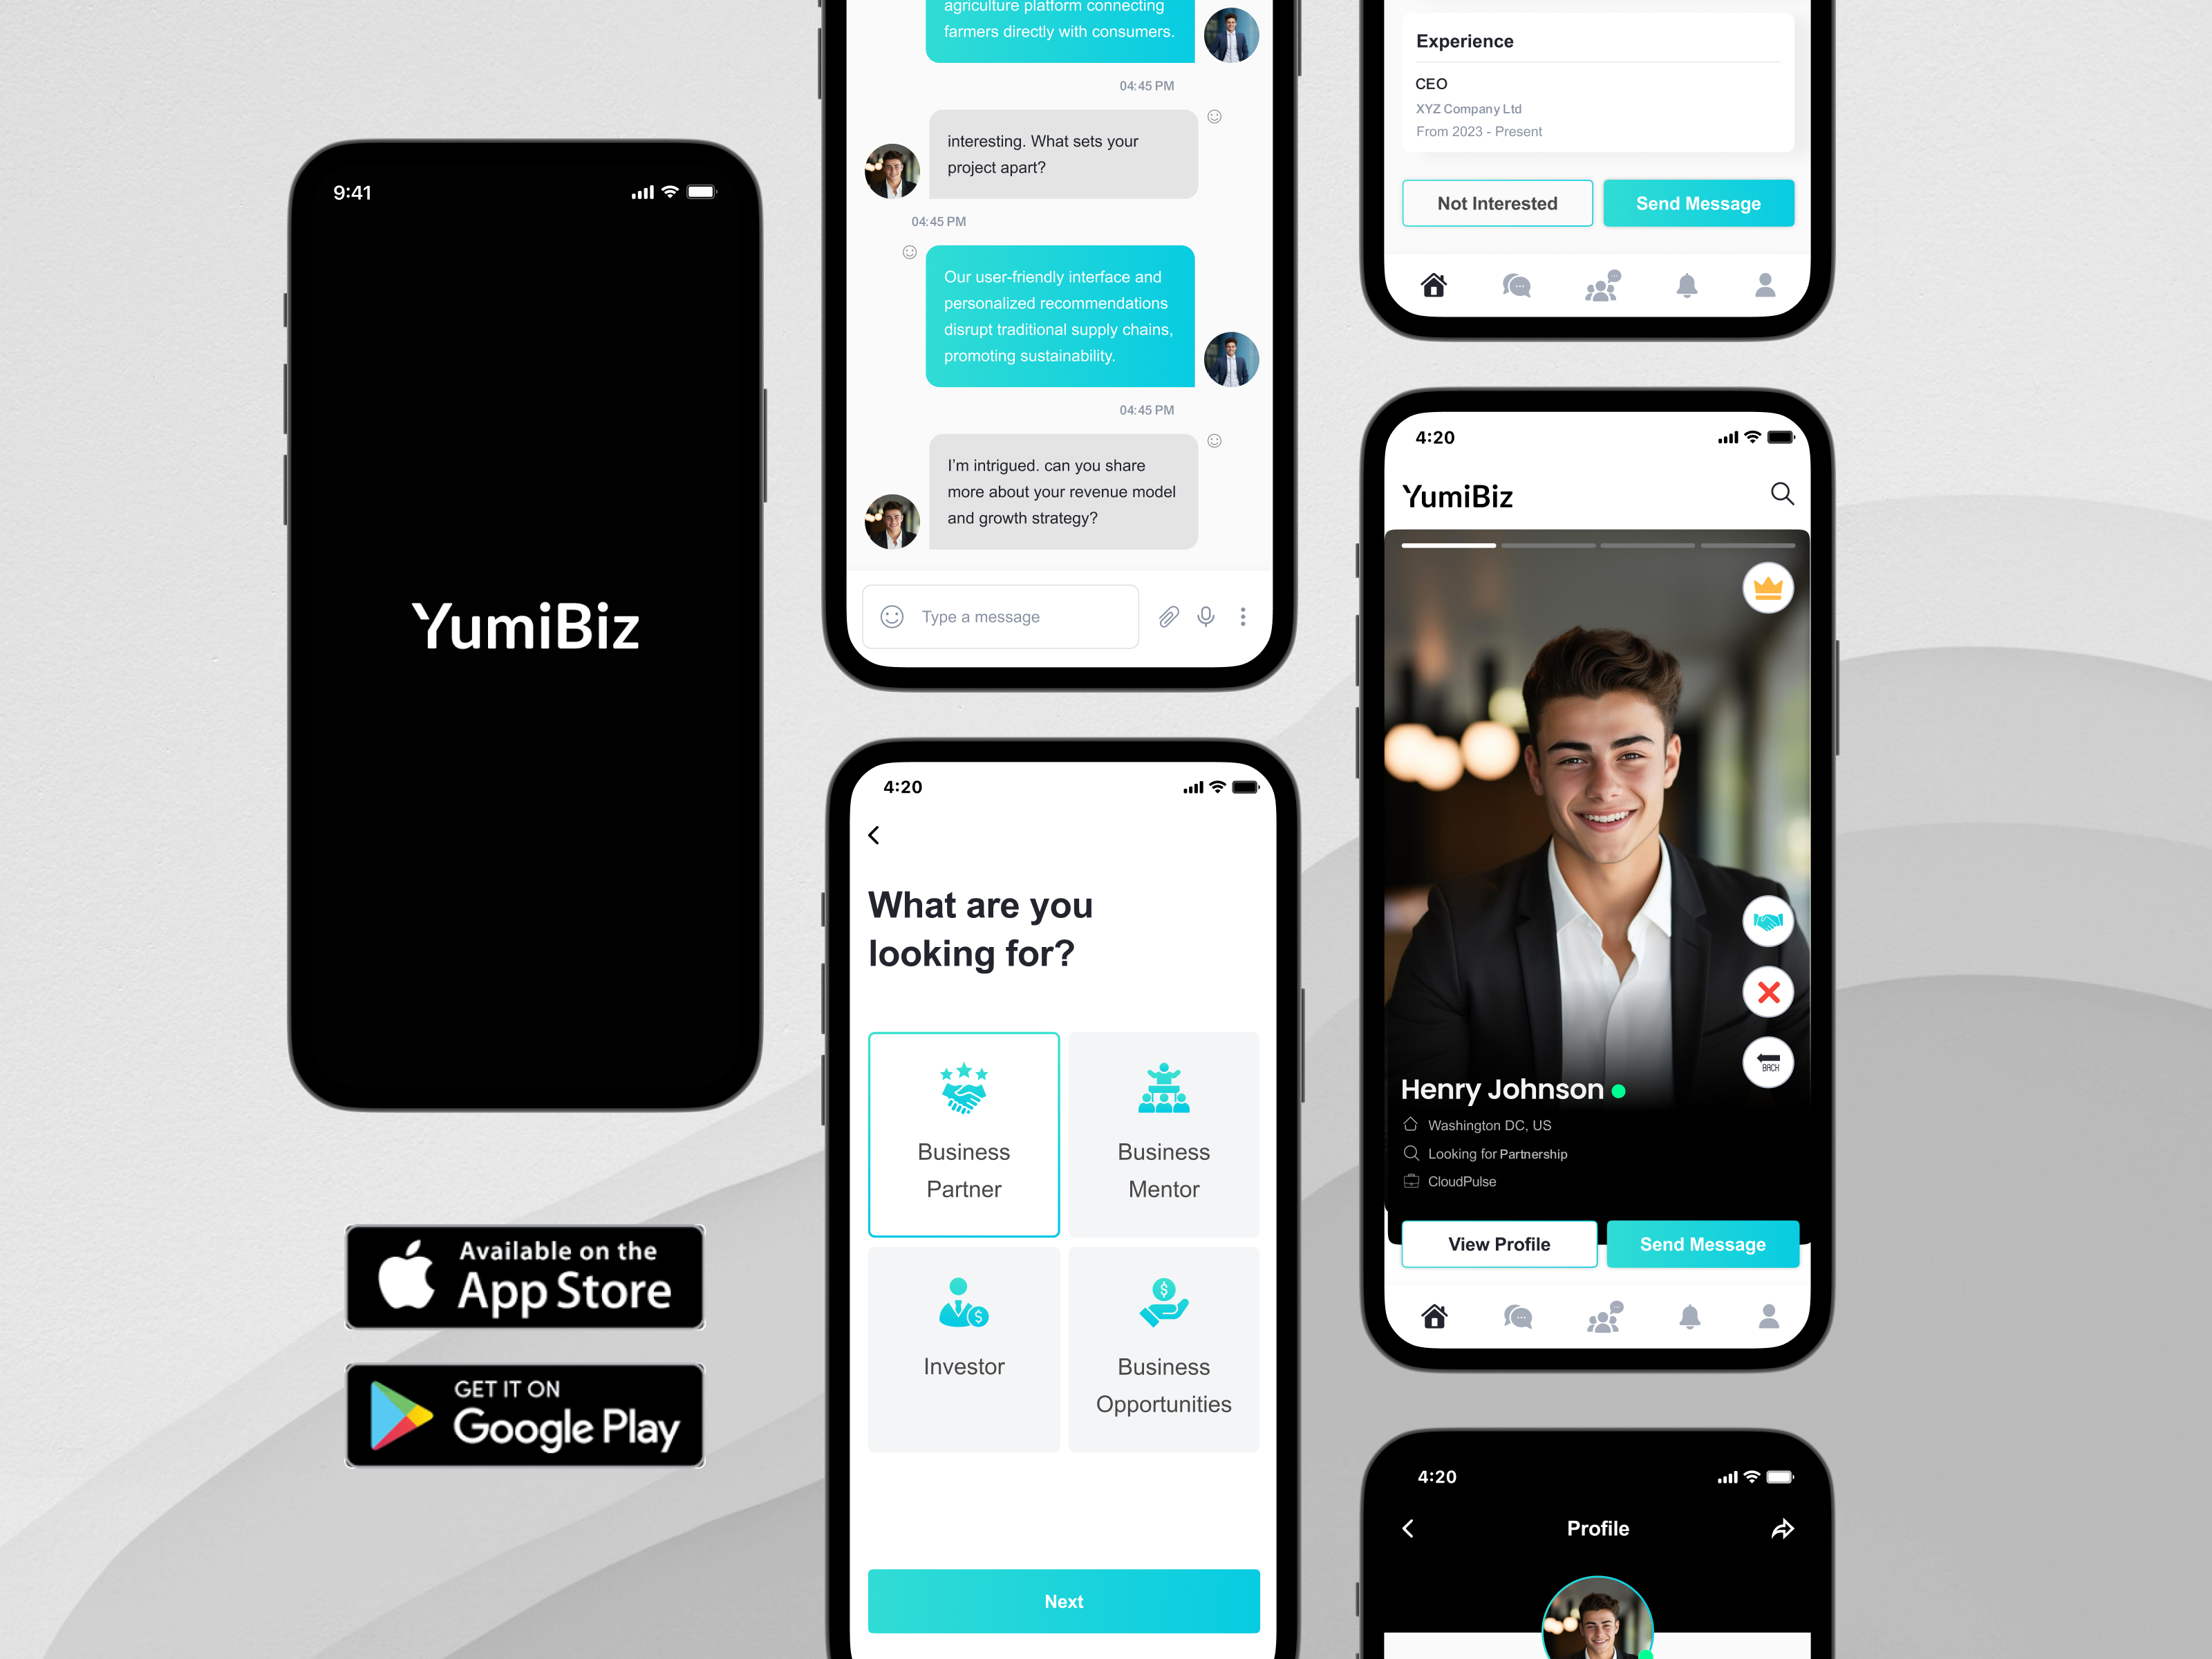 9:41
YumiBiz
Available on the
App Store
GET IT ON
Google Play
agriculture platform connecting
farmers directly with consumers.
04:45 PM
interesting. What sets your
project apart?
04:45 PM
Our user-friendly interface and
personalized recommendations
disrupt traditional supply chains,
promoting sustainability.
04:45 PM
I'm intrigued. can you share
more about your revenue model
and growth strategy?
Type a message
4:20
What are you
looking for?
Business
Partner
Business
Mentor
Investor
Business
Opportunities
Next
Experience
CEO
XYZ Company Ltd
From 2023 - Present
Not Interested
Send Message
4:20
YumiBiz
BACK
Henry Johnson
Washington DC, US
Looking for Partnership
CloudPulse
View Profile
Send Message
4:20
Profile